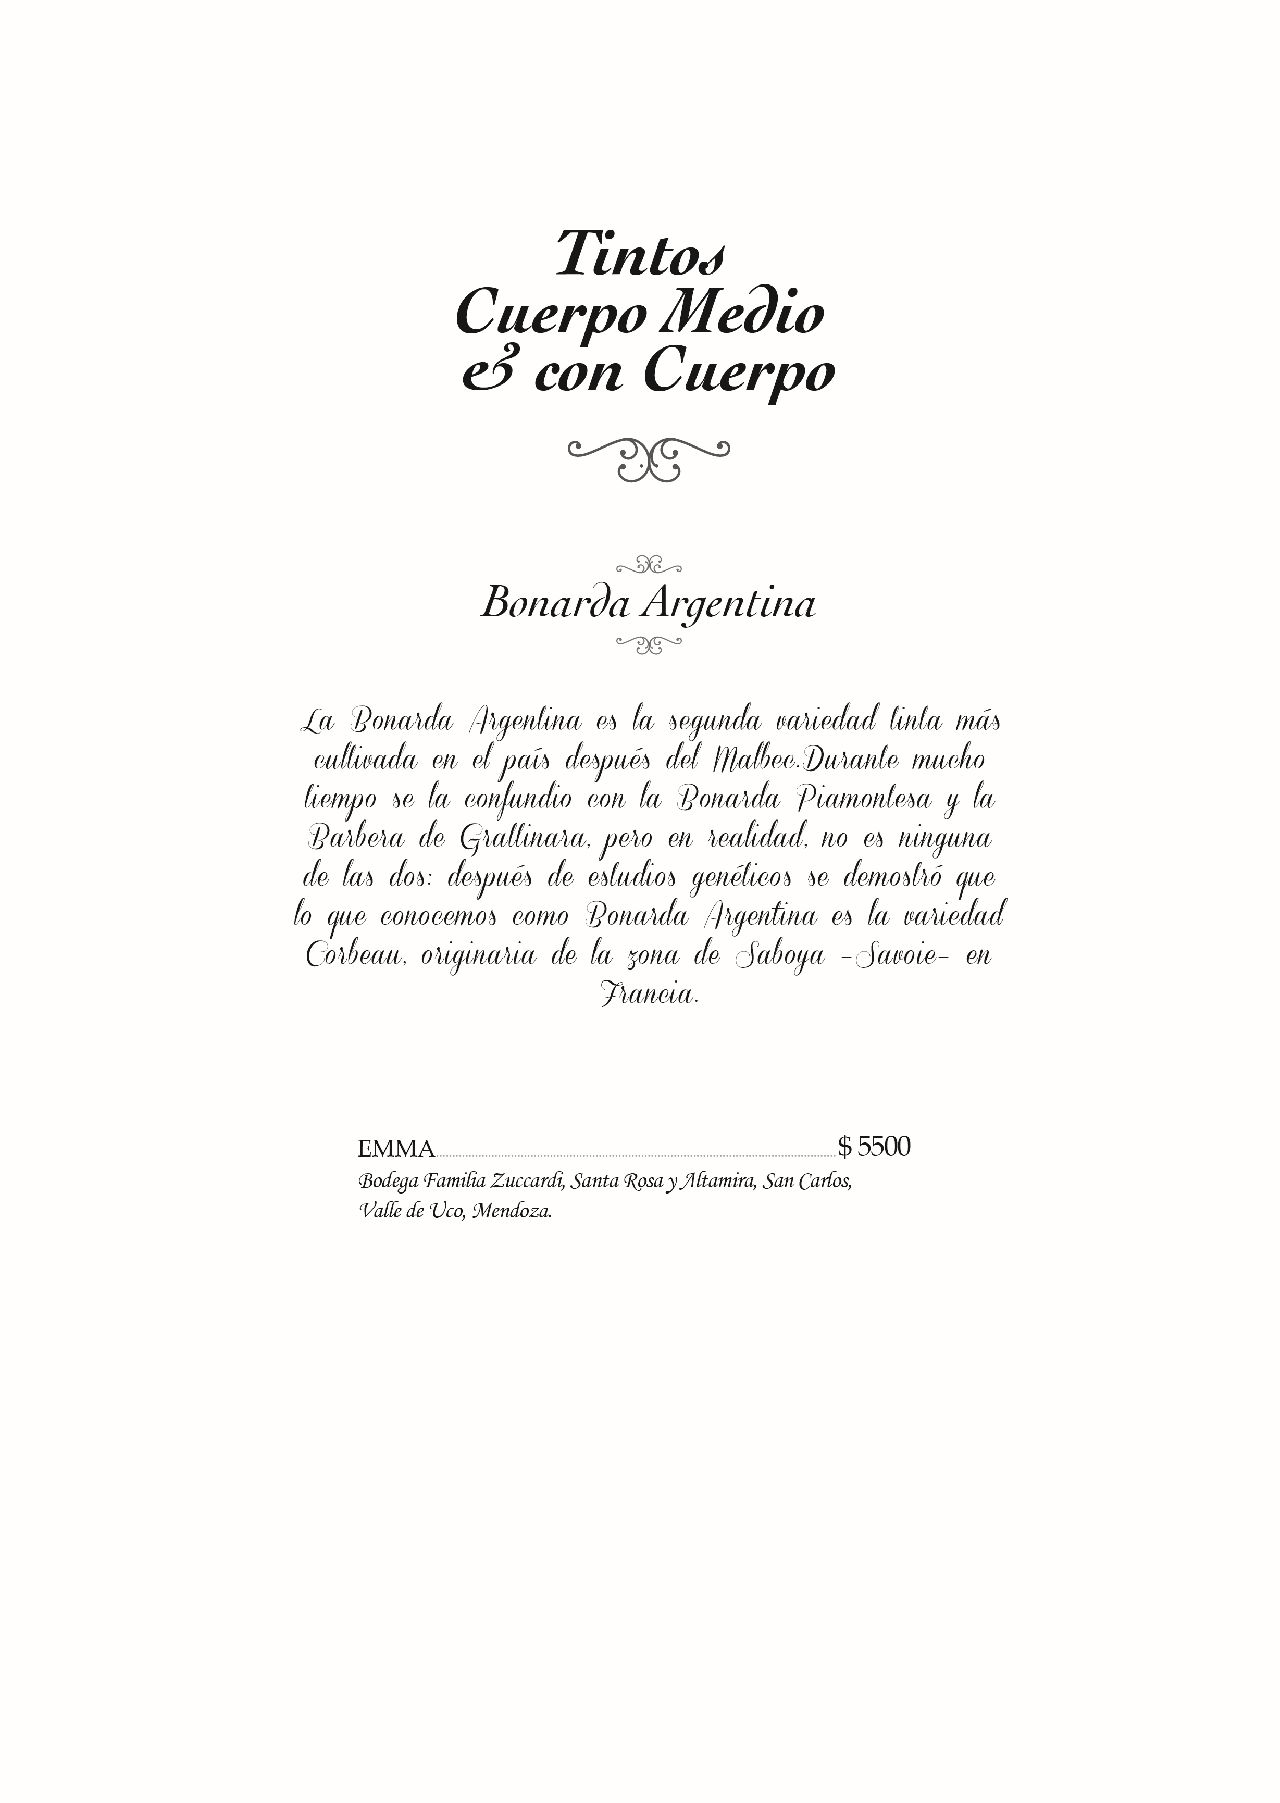 Tintos
Cuerpo Medio
& con Cuerpo
Bonarda Argentina
La Bonarda Argentina es la segunda variedad tinta más
cultivada en el país después del Malbec.Durante mucho
tiempo se la confundio con la Bonarda Piamontesa y la
Barbera de Grattinara, pero en realidad, no es ninguna
de las dos: después de estudios genéticos se demostró que
lo que conocemos como Bonarda Argentina es la variedad
Corbeau, originaria de la zona de Saboya -Savoie- en
Francia.
EMMA $ 5500
Bodega Familia Zuccardi, Santa Rosa y Altamira, San Carlos,
Valle de Uco, Mendoza.